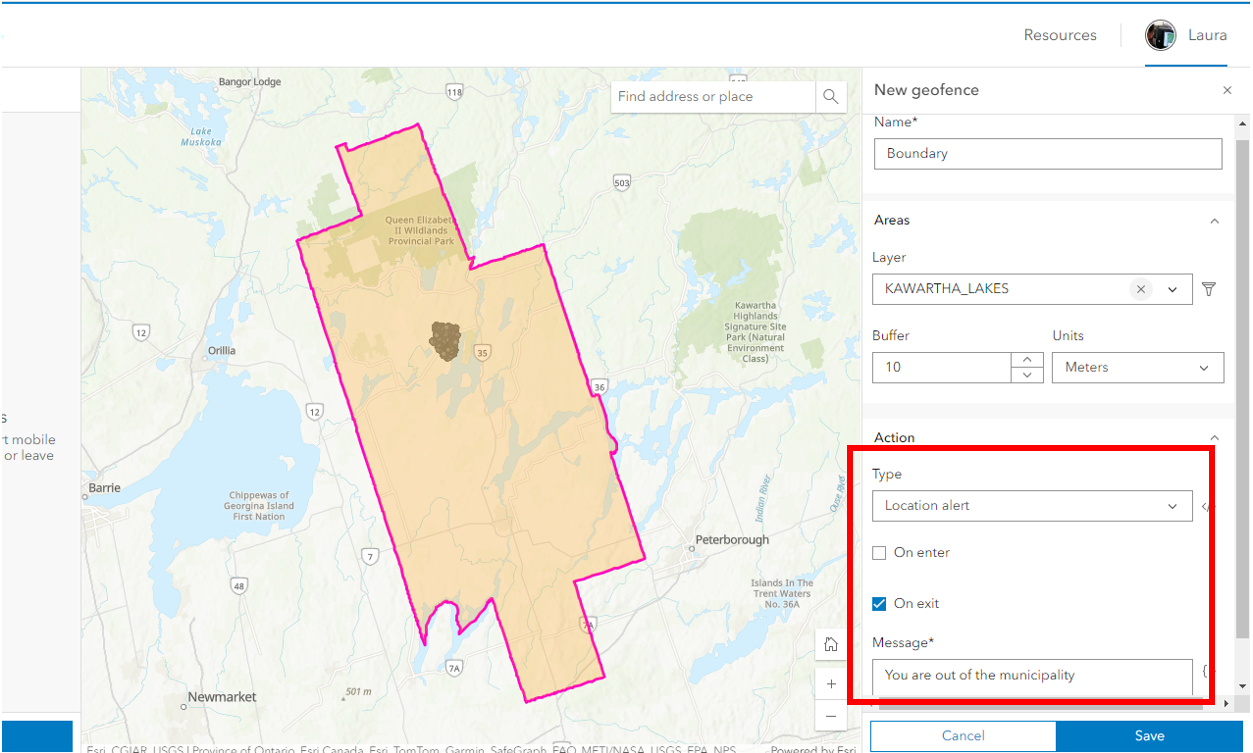 Resources
Laura
s
rt mobile
or leave
Bangor Lodge
118
Lake
Muskoka
Find address or place
503
Queen Elizabeth
II Wildlands
Provincial Park
Kawartha
Highlands
Signature Site
Park (Natural
Environment
Class)
12
Orillia
35
36
12
Barrie
Chippewas of
Georgina Island
First Nation
Indian River
Ouse Rvd
7
Peterborough
48
Islands In The
Trent Waters
No. 36A
7A
7A
501 m
Newmarket
Esri, CGIAR, USGS | Province of Ontario, Esri Canada, Esri, TomTom, Garmin, SafeGraph, FAO, METI/NASA, USGS, EPA, NPS,
Powered by Esri
New geofence
Name*
Boundary
Areas
Layer
KAWARTHA_LAKES
Buffer
Units
10
Meters
Action
Type
Location alert
On enter
On exit
Message*
You are out of the municipality
Cancel
Save